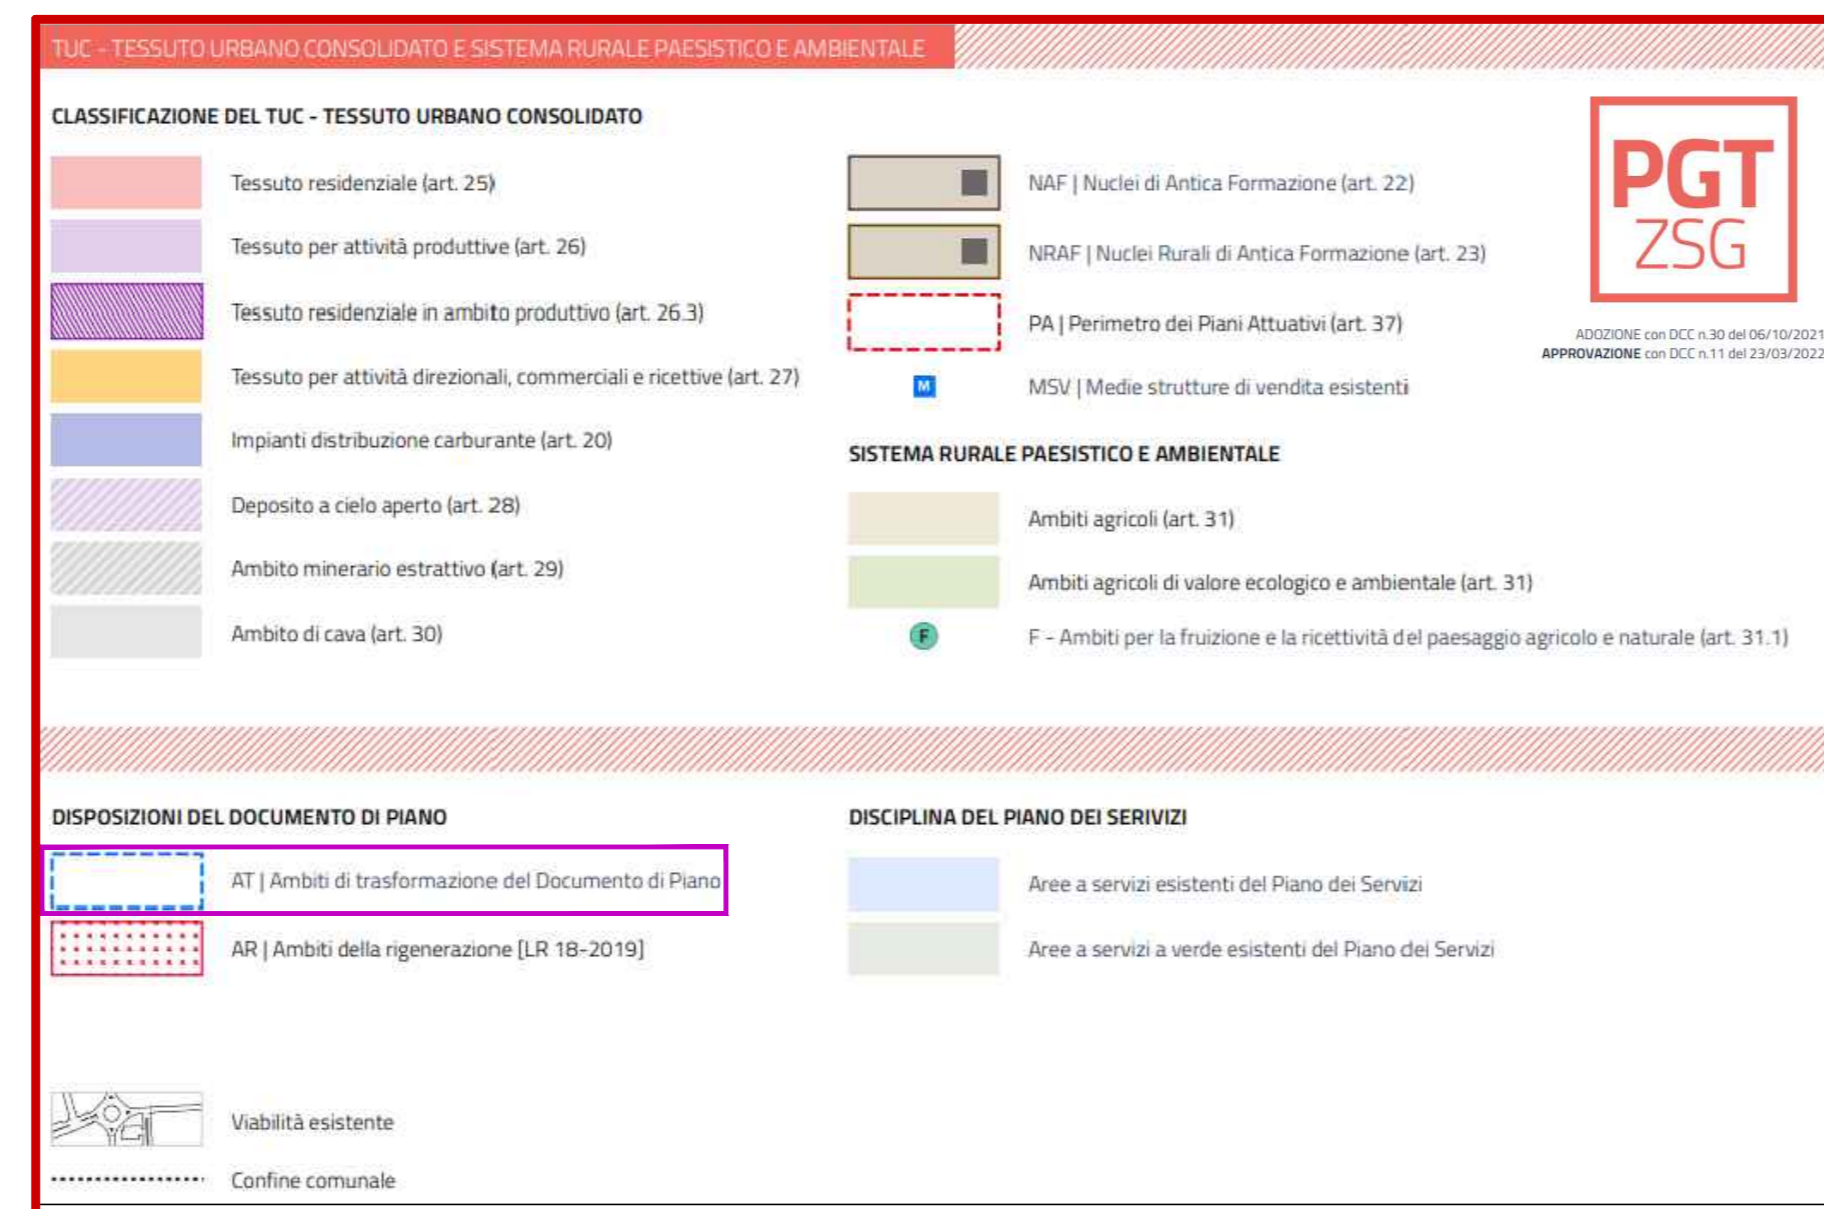 TUC - TESSUTO URBANO CONSOLIDATO E SISTEMA RURALE PAESISTICO E AMBIENTALE
CLASSIFICAZIONE DEL TUC - TESSUTO URBANO CONSOLIDATO
Tessuto residenziale (art. 25)
Tessuto per attività produttive (art. 26)
Tessuto residenziale in ambito produttivo (art. 26.3)
Tessuto per attività direzionali, commerciali e ricettive (art. 27)
Impianti distribuzione carburante (art. 20)
Deposito a cielo aperto (art. 28)
Ambito minerario estrattivo (art. 29)
Ambito di cava (art. 30)
NAF | Nuclei di Antica Formazione (art. 22)
NRAF | Nuclei Rurali di Antica Formazione (art. 23)
PA | Perimetro dei Piani Attuativi (art. 37)
M MSV | Medie strutture di vendita esistenti
PGT
ZSG
ADOZIONE con DCC n.30 del 06/10/2021
APPROVAZIONE con DCC n.11 del 23/03/2022
SISTEMA RURALE PAESISTICO E AMBIENTALE
Ambiti agricoli (art. 31)
Ambiti agricoli di valore ecologico e ambientale (art. 31)
F F - Ambiti per la fruizione e la ricettività del paesaggio agricolo e naturale (art. 31.1)
DISPOSIZIONI DEL DOCUMENTO DI PIANO
AT | Ambiti di trasformazione del Documento di Piano
AR | Ambiti della rigenerazione [LR 18-2019]
DISCIPLINA DEL PIANO DEI SERIVIZI
Aree a servizi esistenti del Piano dei Servizi
Aree a servizi a verde esistenti del Piano dei Servizi
Viabilità esistente
Confine comunale